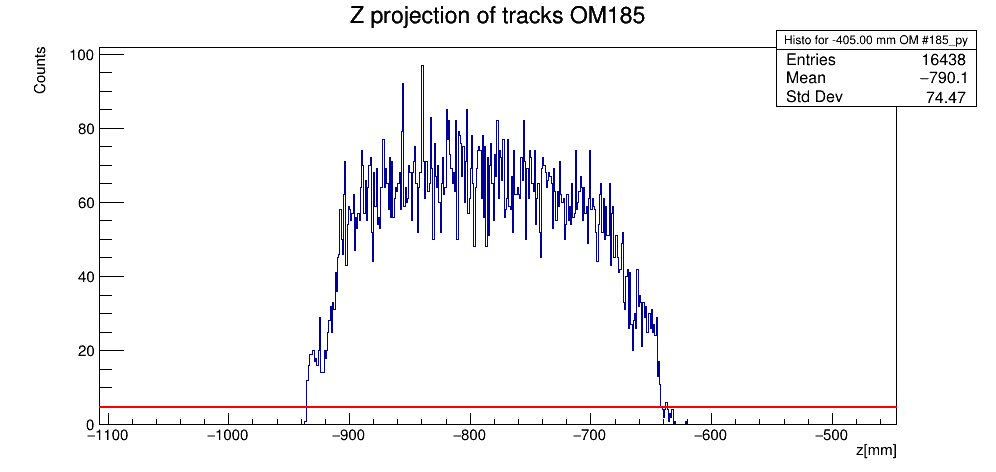 Z projection of tracks OM185
Histo for -405.00 mm OM #185_py
Entries 16438
Mean −790.1
Std Dev 74.47
Counts
100
80
60
40
20
0
−1100 −1000 −900 −800 −700 −600 −500
z[mm]